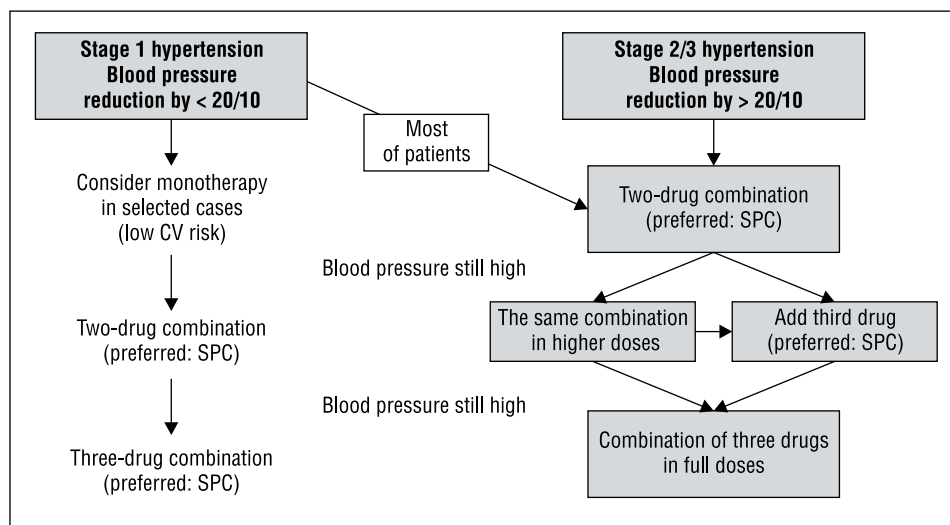 Stage 1 hypertension
Blood pressure
reduction by < 20/10
Stage 2/3 hypertension
Blood pressure
reduction by > 20/10
Most
of patients
Consider monotherapy
in selected cases
(low CV risk)
Two-drug combination
(preferred: SPC)
Blood pressure still high
Two-drug combination
(preferred: SPC)
The same combination
in higher doses
Add third drug
(preferred: SPC)
Blood pressure still high
Three-drug combination
(preferred: SPC)
Combination of three drugs
in full doses